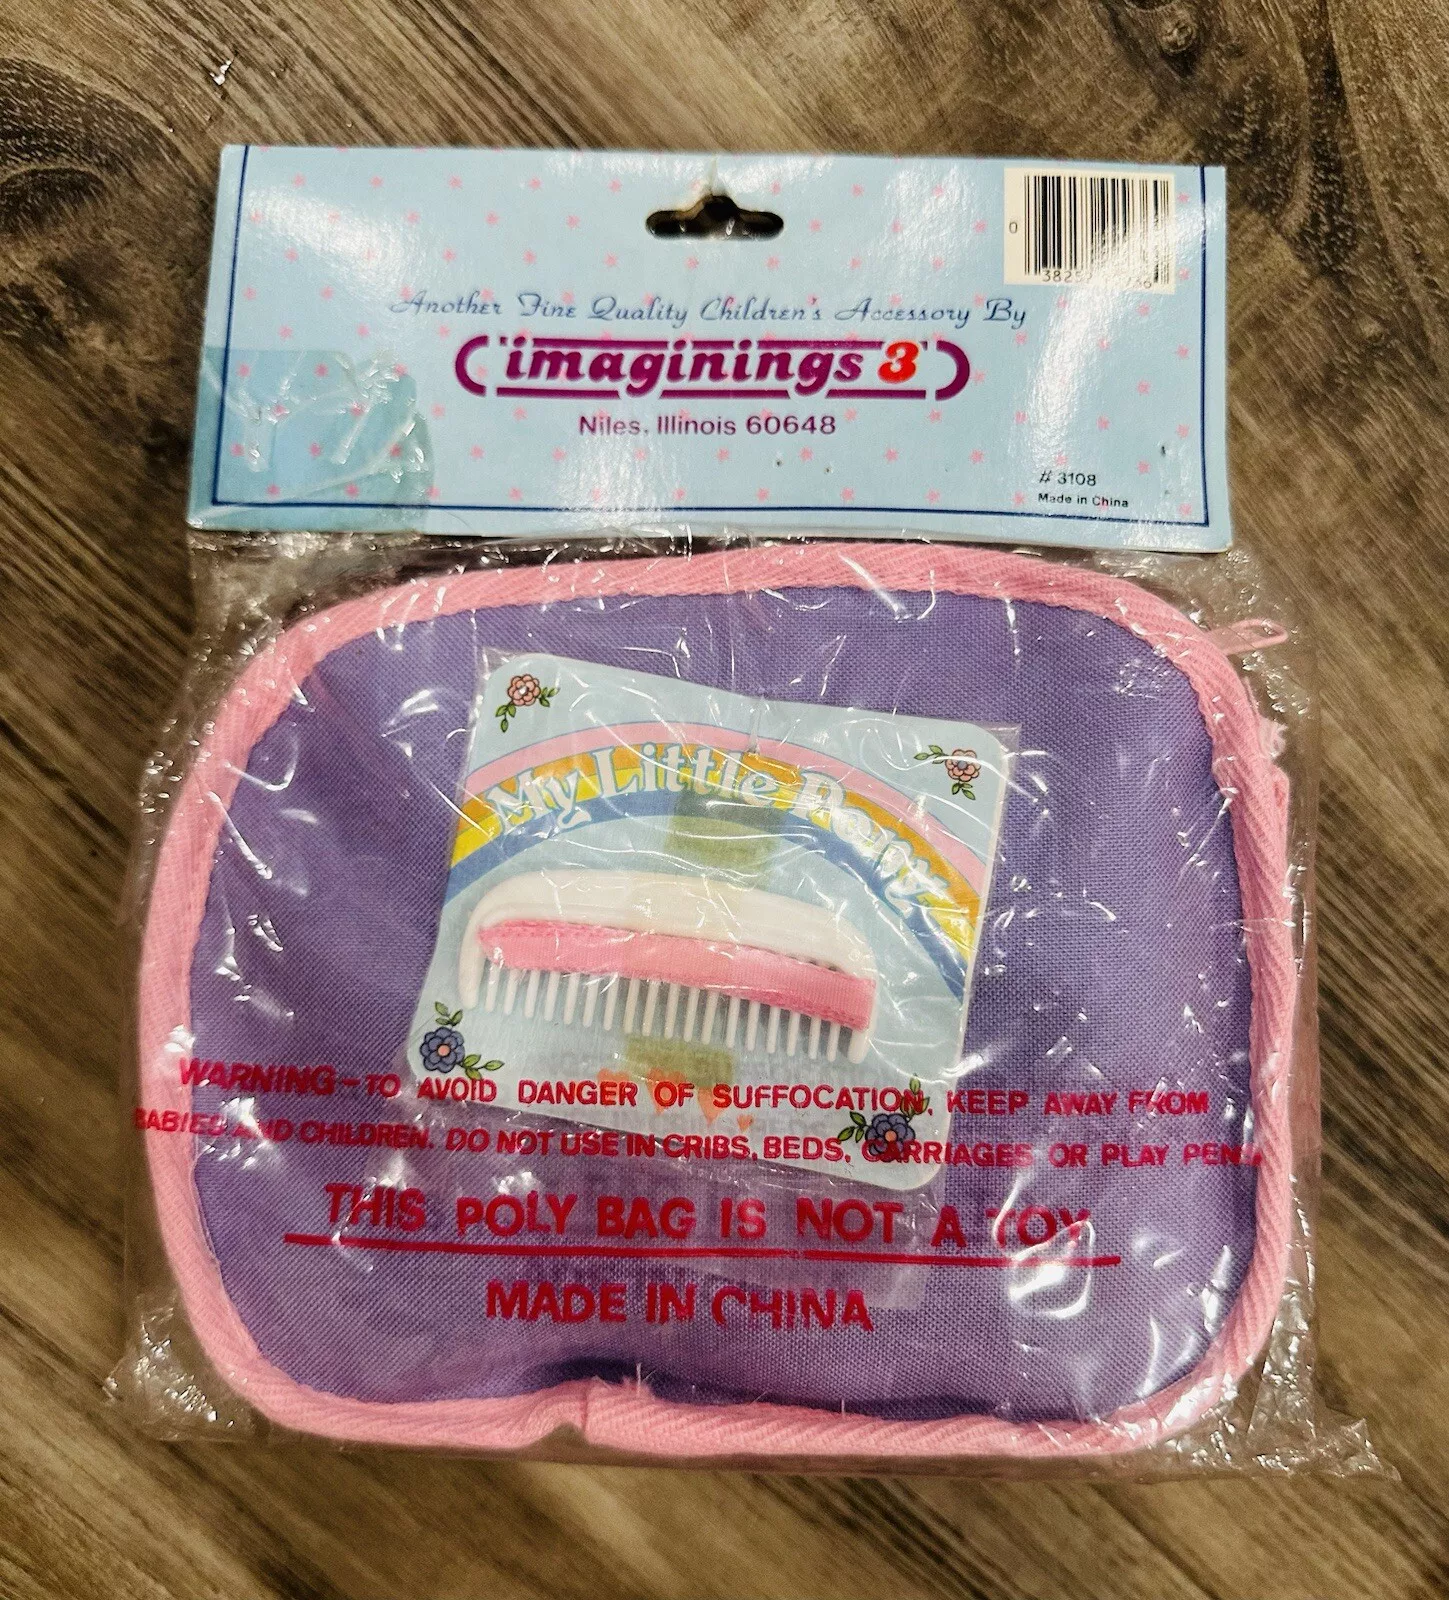 0
Another Fine Quality Children's Accessory By
'imaginings 3'
Niles, Illinois 60648
# 3108
Made in China
My Little Pony
WARNING - TO AVOID DANGER OF SUFFOCATION, KEEP AWAY FROM
BABIES AND CHILDREN. DO NOT USE IN CRIBS, BEDS, CARRIAGES OR PLAY PENS.
THIS POLY BAG IS NOT A TOY
MADE IN CHINA